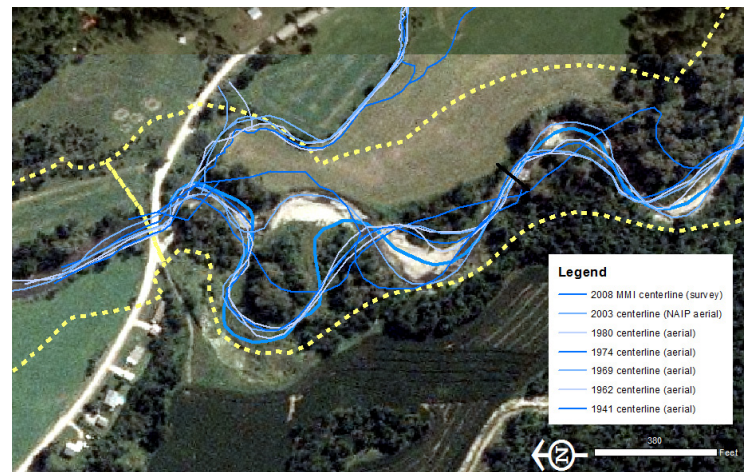 Legend
2008 MMI centerline (survey)
2003 centerline (NAIP aerial)
1980 centerline (aerial)
1974 centerline (aerial)
1969 centerline (aerial)
1962 centerline (aerial)
1941 centerline (aerial)
N
380
Feet